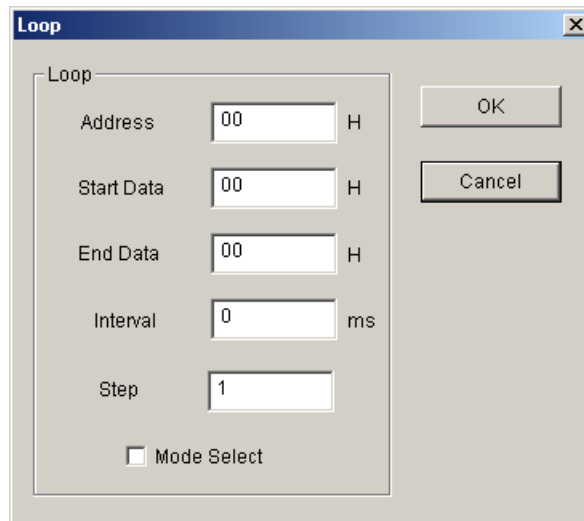 Loop
Loop
Address 00 H
OK
Start Data 00 H
Cancel
End Data 00 H
Interval 0 ms
Step 1
Mode Select